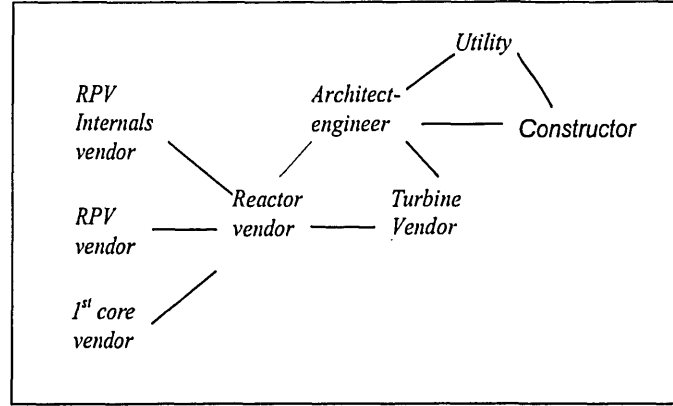 Utility
RPV
Internals
vendor
Architect-
engineer
Constructor
Reactor
vendor
Turbine
Vendor
RPV
vendor
1st core
vendor